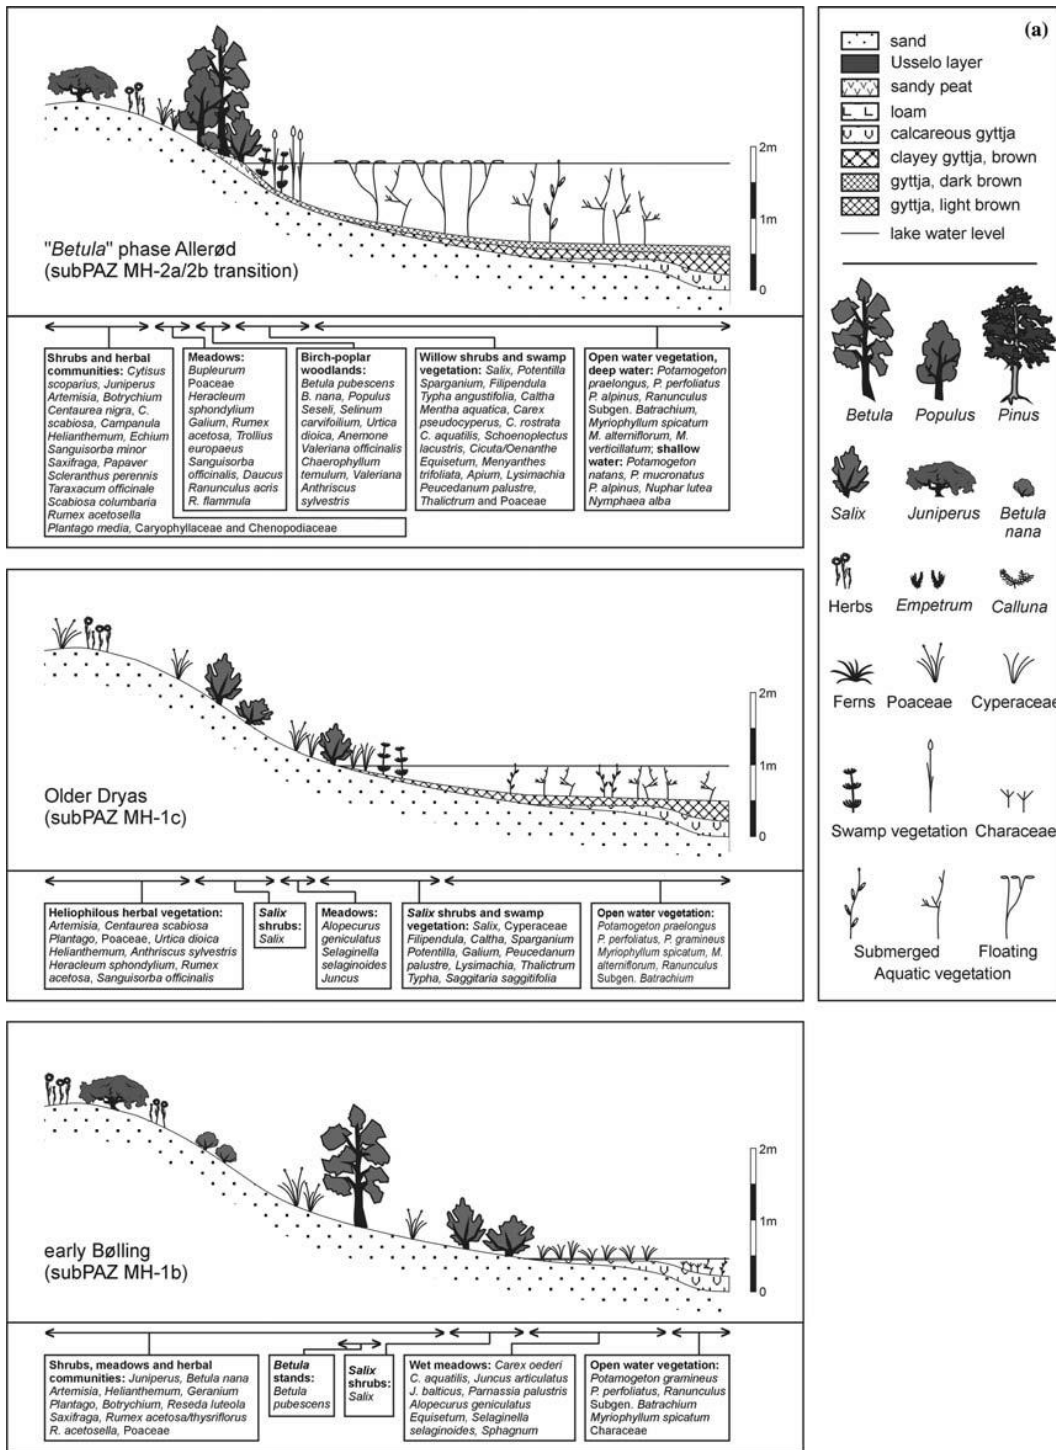 2m
1m
0
"Betula" phase Allerød
(subPAZ MH-2a/2b transition)
Shrubs and herbal
communities: Cytisus
scoparius, Juniperus
Artemisia, Botrychium
Centaurea nigra, C.
scabiosa, Campanula
Helianthemum, Echium
Sanguisorba minor
Saxifraga, Papaver
Scleranthus perennis
Taraxacum officinale
Scabiosa columbaria
Rumex acetosella
Plantago media, Caryophyllaceae and Chenopodiaceae
Meadows:
Bupleurum
Poaceae
Heracleum
sphondylium
Galium, Rumex
acetosa, Trollius
europaeus
Sanguisorba
officinalis, Daucus
Ranunculus acris
R. flammula
Birch-poplar
woodlands:
Betula pubescens
B. nana, Populus
Seseli, Selinum
carvifoilium, Urtica
dioica, Anemone
Valeriana officinalis
Chaerophyllum
temulum, Valeriana
Anthriscus
sylvestris
Willow shrubs and swamp
vegetation: Salix, Potentilla
Sparganium, Filipendula
Typha angustifolia, Caltha
Mentha aquatica, Carex
pseudocyperus, C. rostrata
C. aquatilis, Schoenoplectus
lacustris, Cicuta/Oenanthe
Equisetum, Menyanthes
trifoliata, Apium, Lysimachia
Peucedanum palustre,
Thalictrum and Poaceae
Open water vegetation,
deep water: Potamogeton
praelongus, P. perfoliatus
P. alpinus, Ranunculus
Subgen. Batrachium,
Myriophyllum spicatum
M. alterniflorum, M.
verticillatum; shallow
water: Potamogeton
natans, P. mucronatus
P. alpinus, Nuphar lutea
Nymphaea alba
2m
1m
0
Older Dryas
(subPAZ MH-1c)
Heliophilous herbal vegetation:
Artemisia, Centaurea scabiosa
Plantago, Poaceae, Urtica dioica
Helianthemum, Anthriscus sylvestris
Heracleum sphondylium, Rumex
acetosa, Sanguisorba officinalis
Salix
shrubs:
Salix
Meadows:
Alopecurus
geniculatus
Selaginella
selaginoides
Juncus
Salix shrubs and swamp
vegetation: Salix, Cyperaceae
Filipendula, Caltha, Sparganium
Potentilla, Galium, Peucedanum
palustre, Lysimachia, Thalictrum
Typha, Saggitaria saggitifolia
Open water vegetation:
Potamogeton praelongus
P. perfoliatus, P. gramineus
Myriophyllum spicatum, M.
alterniflorum, Ranunculus
Subgen. Batrachium
2m
1m
0
early Bølling
(subPAZ MH-1b)
Shrubs, meadows and herbal
communities: Juniperus, Betula nana
Artemisia, Helianthemum, Geranium
Plantago, Botrychium, Reseda luteola
Saxifraga, Rumex acetosa/thysriflorus
R. acetosella, Poaceae
Betula
stands:
Betula
pubescens
Salix
shrubs:
Salix
Wet meadows: Carex oederi
C. aquatilis, Juncus articulatus
J. balticus, Parnassia palustris
Alopecurus geniculatus
Equisetum, Selaginella
selaginoides, Sphagnum
Open water vegetation:
Potamogeton gramineus
P. perfoliatus, Ranunculus
Subgen. Batrachium
Myriophyllum spicatum
Characeae
(a)
sand
Usselo layer
sandy peat
loam
calcareous gyttja
clayey gyttja, brown
gyttja, dark brown
gyttja, light brown
lake water level
Betula Populus Pinus
Salix Juniperus Betula
nana
Herbs Empetrum Calluna
Ferns Poaceae Cyperaceae
Swamp vegetation Characeae
Submerged Floating
Aquatic vegetation